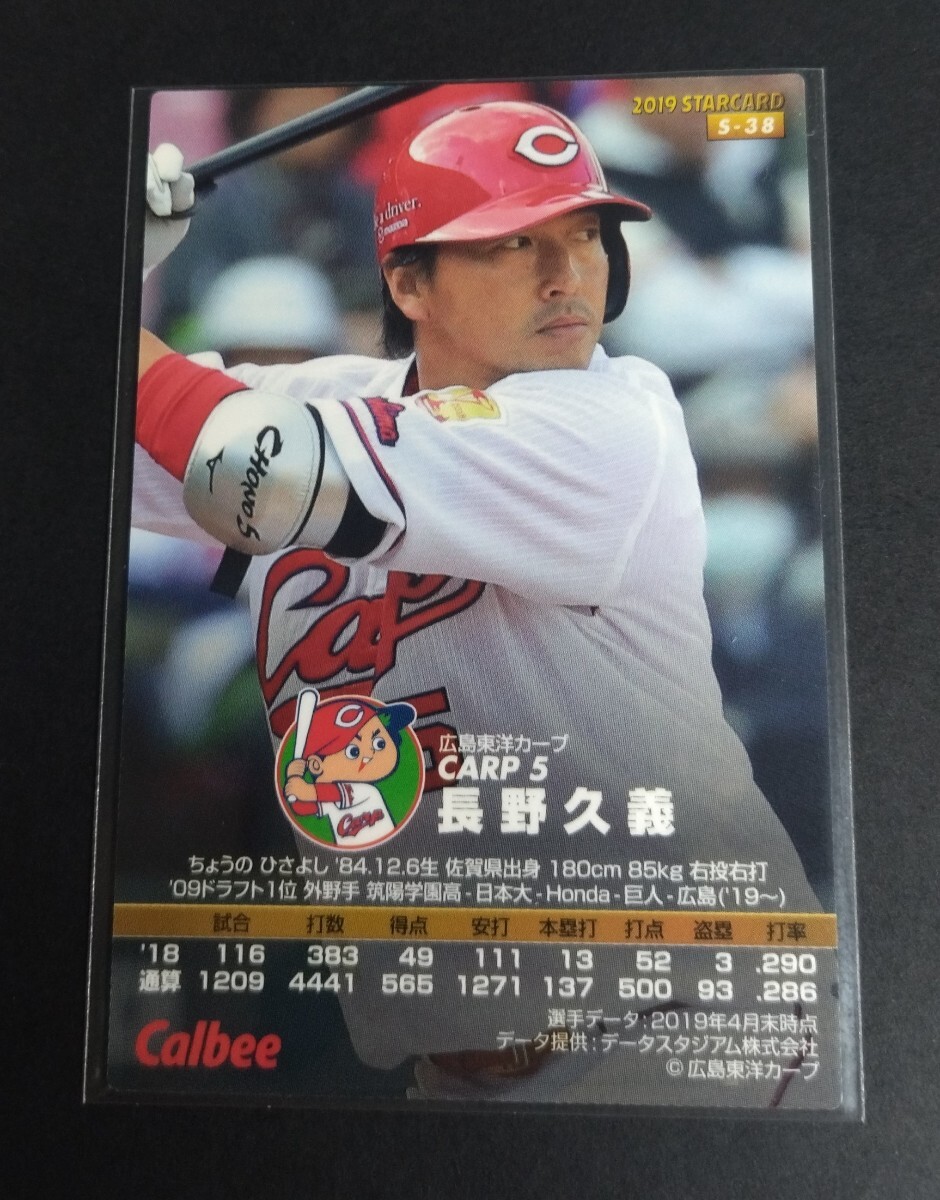 2019 STARCARD
S-38
C
a driver.
mazda
CHONO 5
Carp
5
C
Carp
広島東洋カープ
CARP 5
長野久義
ちょうの ひさよし '84.12.6生 佐賀県出身 180cm 85kg 右投右打
'09ドラフト1位 外野手 筑陽学園高-日本大-Honda-巨人-広島('19〜)
試合 打数 得点 安打 本塁打 打点 盗塁 打率
'18 116 383 49 111 13 52 3 .290
通算 1209 4441 565 1271 137 500 93 .286
選手データ:2019年4月末時点
データ提供:データスタジアム株式会社
© 広島東洋カープ
Calbee